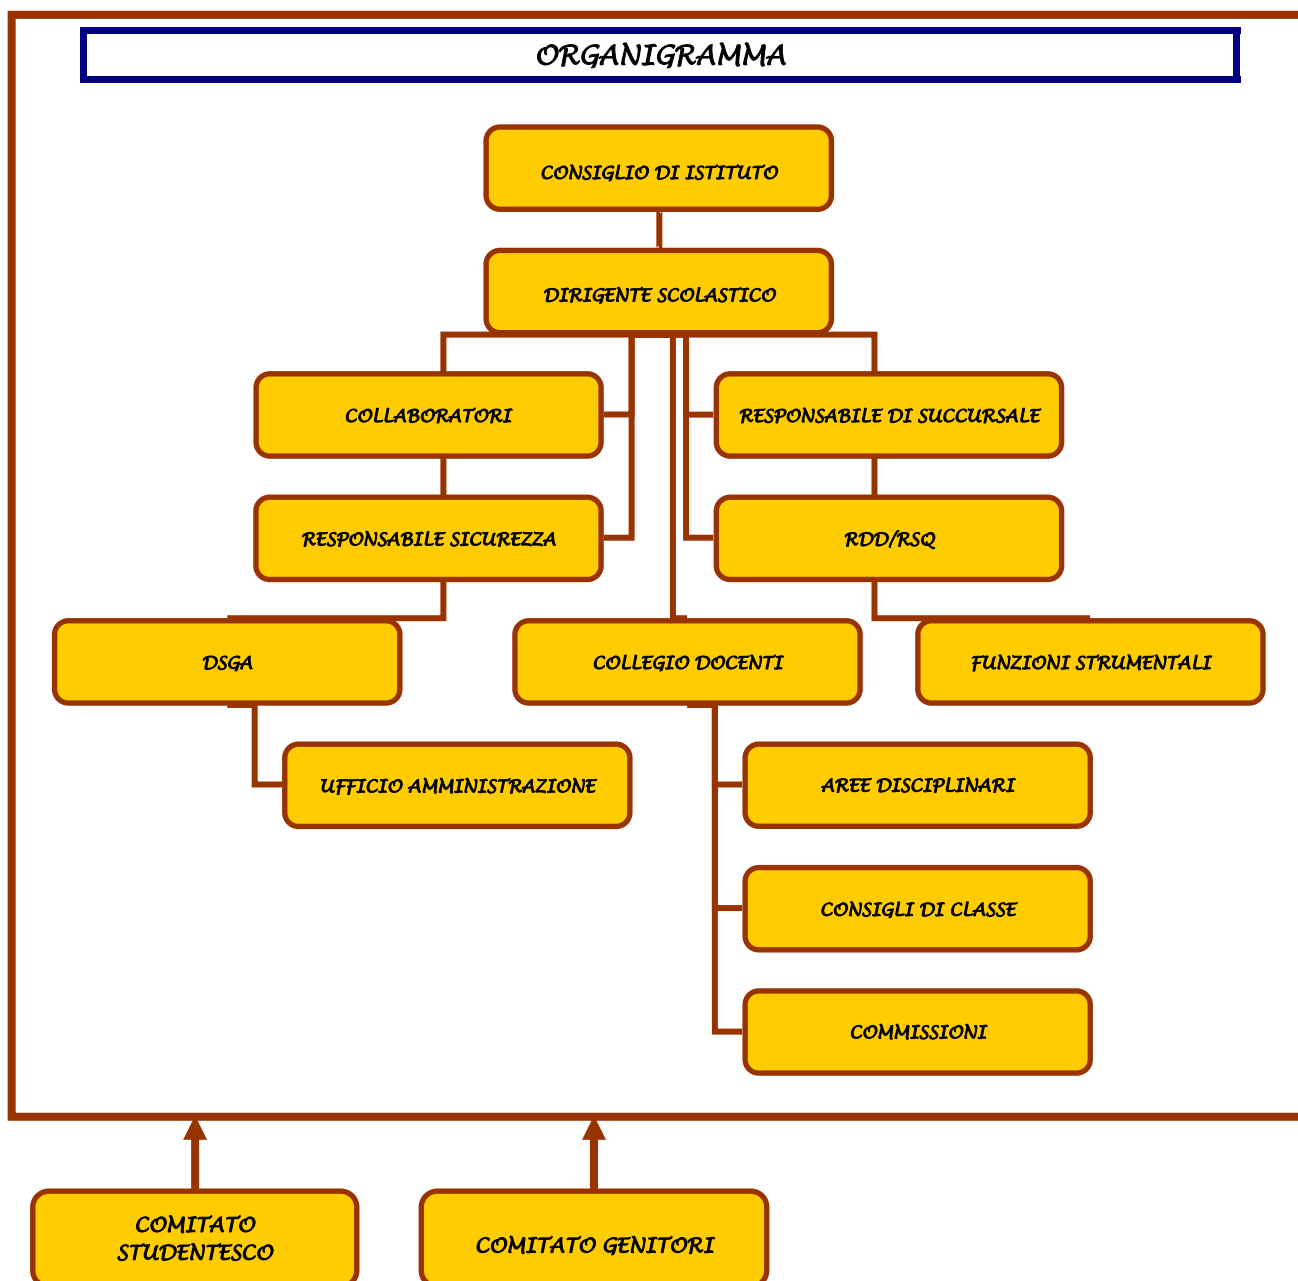 ORGANIGRAMMA
CONSIGLIO DI ISTITUTO
DIRIGENTE SCOLASTICO
COLLABORATORI
RESPONSABILE DI SUCCURSALE
RESPONSABILE SICUREZZA
RDD/RSQ
DSGA
COLLEGIO DOCENTI
FUNZIONI STRUMENTALI
UFFICIO AMMINISTRAZIONE
AREE DISCIPLINARI
CONSIGLI DI CLASSE
COMMISSIONI
COMITATO
STUDENTESCO
COMITATO GENITORI